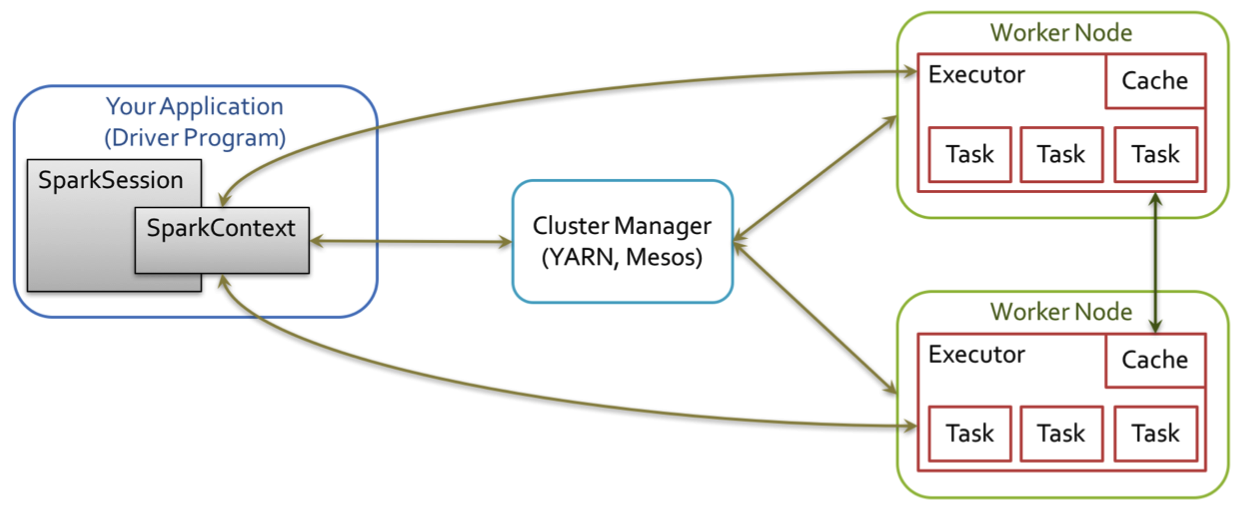 Your Application
(Driver Program)
SparkSession
SparkContext
Cluster Manager
(YARN, Mesos)
Worker Node
Executor
Cache
Task
Task
Task
Worker Node
Executor
Cache
Task
Task
Task